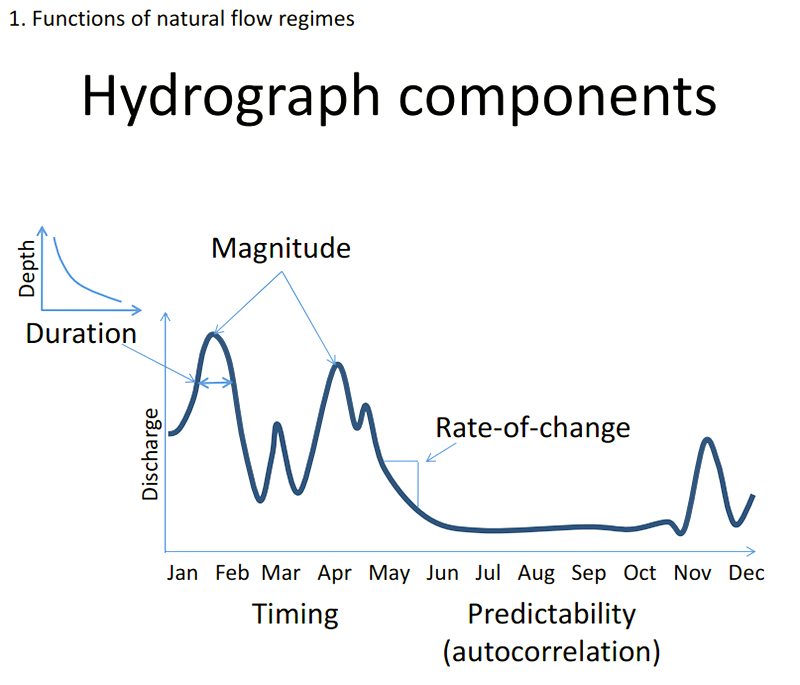 1. Functions of natural flow regimes
Hydrograph components
Depth
Duration
Magnitude
Discharge
Rate-of-change
Jan Feb Mar Apr May Jun Jul Aug Sep Oct Nov Dec
Timing
Predictability
(autocorrelation)